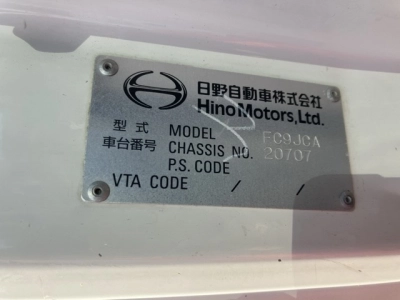 日野自動車株式会社
Hino Motors, Ltd.
型式 MODEL FC9JCA
車台番号 CHASSIS NO. 20707
P.S. CODE
VTA CODE / /